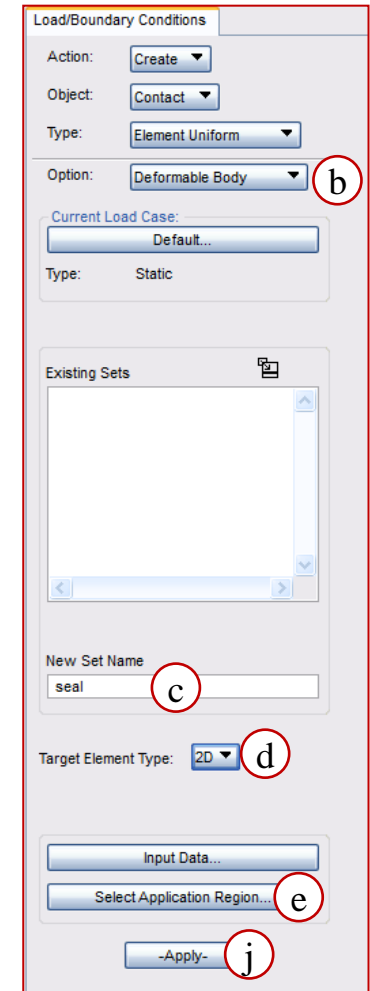 Load/Boundary Conditions
Action: Create
Object: Contact
Type: Element Uniform
Option: Deformable Body b
Current Load Case:
Default...
Type: Static
Existing Sets
New Set Name
seal c
Target Element Type: 2D d
Input Data...
Select Application Region... e
-Apply- j